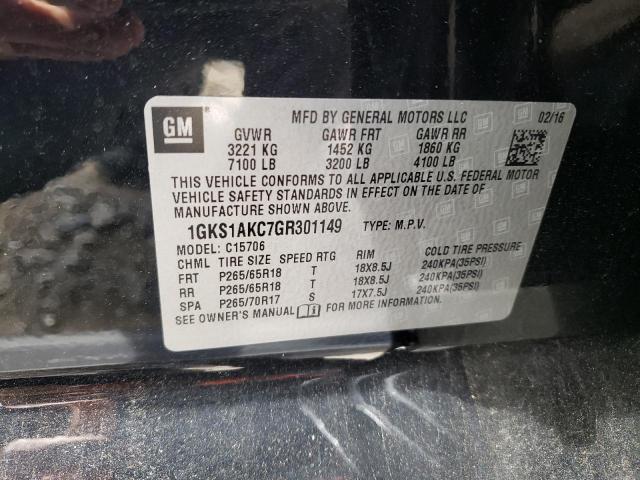 GM
MFD BY GENERAL MOTORS LLC 02/16
GVWR GAWR FRT GAWR RR
3221 KG 1452 KG 1860 KG
7100 LB 3200 LB 4100 LB
THIS VEHICLE CONFORMS TO ALL APPLICABLE U.S. FEDERAL MOTOR
VEHICLE SAFETY STANDARDS IN EFFECT ON THE DATE OF
MANUFACTURE SHOWN ABOVE.
1GKS1AKC7GR301149 TYPE: M.P.V.
MODEL: C15706
CHML TIRE SIZE SPEED RTG RIM COLD TIRE PRESSURE
FRT P265/65R18 T 18X8.5J 240KPA(35PSI)
RR P265/65R18 T 18X8.5J 240KPA(35PSI)
SPA P265/70R17 S 17X7.5J 240KPA(35PSI)
SEE OWNER'S MANUAL FOR MORE INFORMATION.